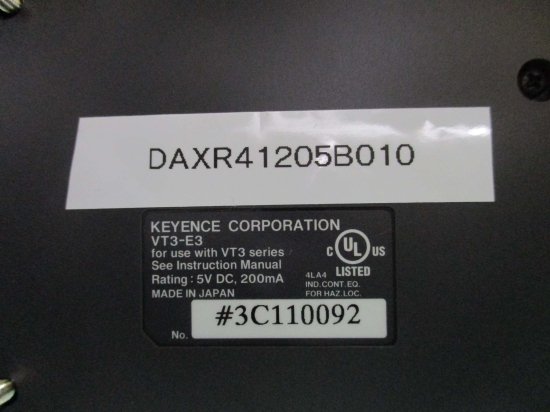 DAXR41205B010
KEYENCE CORPORATION
VT3-E3
for use with VT3 series
See Instruction Manual
Rating : 5V DC, 200mA
MADE IN JAPAN
C UL US
LISTED
4LA4
IND.CONT.EQ.
FOR HAZ.LOC.
No. #3C110092